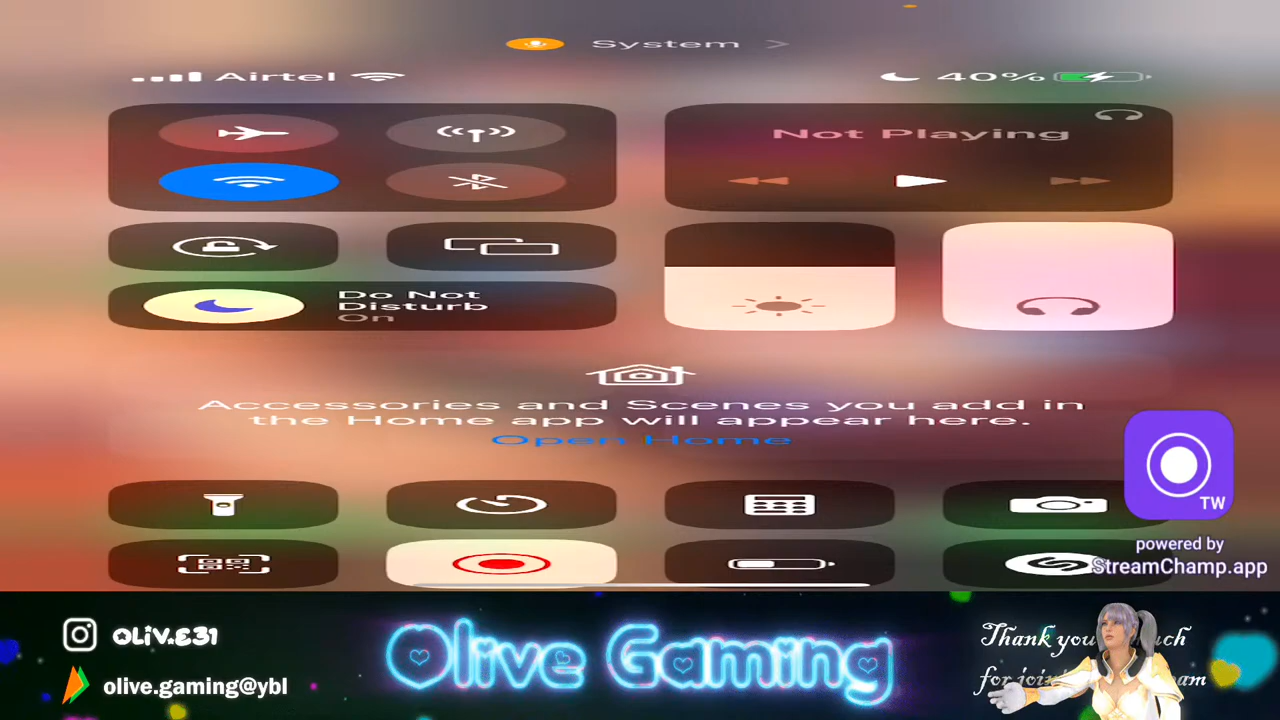 System >
Airtel
40%
Not Playing
Do Not
Disturb
On
Accessories and Scenes you add in
the Home app will appear here.
Open Home
TW
powered by
StreamChamp.app
OLIV.E31
olive.gaming@ybl
Olive Gaming
Thank you
for